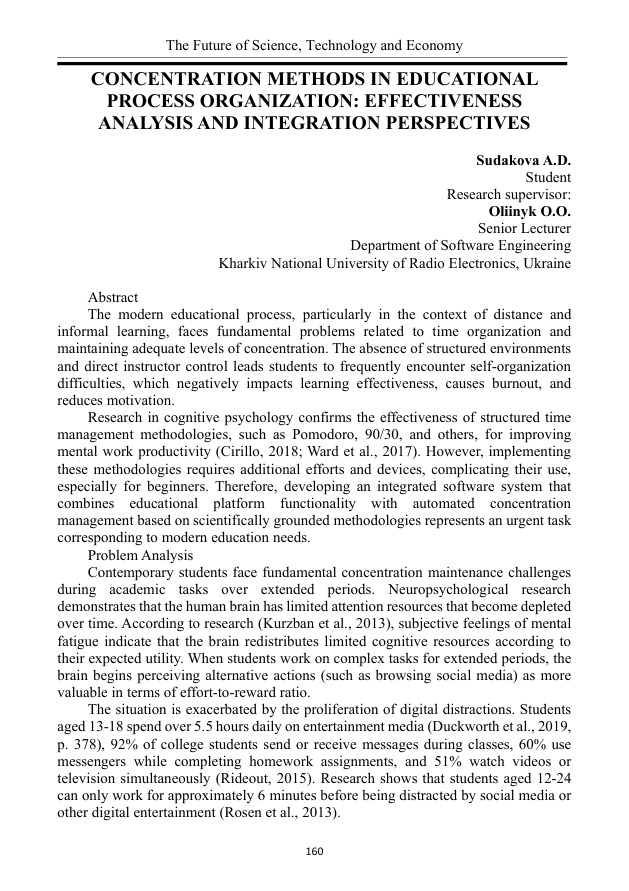 The Future of Science, Technology and Economy
CONCENTRATION METHODS IN EDUCATIONAL
PROCESS ORGANIZATION: EFFECTIVENESS
ANALYSIS AND INTEGRATION PERSPECTIVES
Sudakova A.D.
Student
Research supervisor:
Oliinyk O.O.
Senior Lecturer
Department of Software Engineering
Kharkiv National University of Radio Electronics, Ukraine
Abstract
The modern educational process, particularly in the context of distance and
informal learning, faces fundamental problems related to time organization and
maintaining adequate levels of concentration. The absence of structured environments
and direct instructor control leads students to frequently encounter self-organization
difficulties, which negatively impacts learning effectiveness, causes burnout, and
reduces motivation.
Research in cognitive psychology confirms the effectiveness of structured time
management methodologies, such as Pomodoro, 90/30, and others, for improving
mental work productivity (Cirillo, 2018; Ward et al., 2017). However, implementing
these methodologies requires additional efforts and devices, complicating their use,
especially for beginners. Therefore, developing an integrated software system that
combines educational platform functionality with automated concentration
management based on scientifically grounded methodologies represents an urgent task
corresponding to modern education needs.
Problem Analysis
Contemporary students face fundamental concentration maintenance challenges
during academic tasks over extended periods. Neuropsychological research
demonstrates that the human brain has limited attention resources that become depleted
over time. According to research (Kurzban et al., 2013), subjective feelings of mental
fatigue indicate that the brain redistributes limited cognitive resources according to
their expected utility. When students work on complex tasks for extended periods, the
brain begins perceiving alternative actions (such as browsing social media) as more
valuable in terms of effort-to-reward ratio.
The situation is exacerbated by the proliferation of digital distractions. Students
aged 13-18 spend over 5.5 hours daily on entertainment media (Duckworth et al., 2019,
p. 378), 92% of college students send or receive messages during classes, 60% use
messengers while completing homework assignments, and 51% watch videos or
television simultaneously (Rideout, 2015). Research shows that students aged 12-24
can only work for approximately 6 minutes before being distracted by social media or
other digital entertainment (Rosen et al., 2013).
160